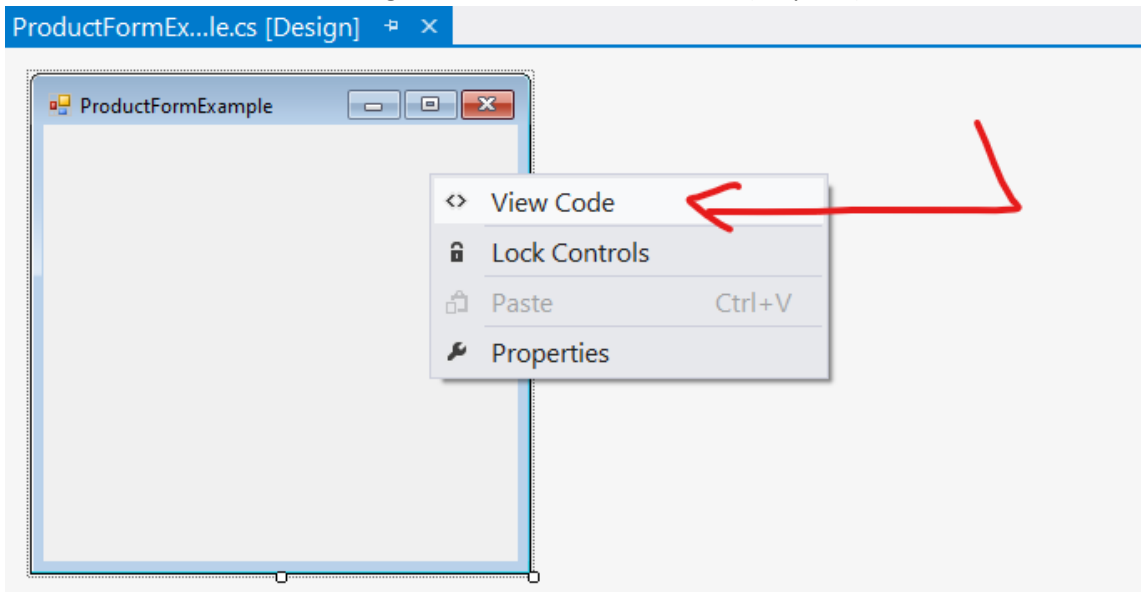 ProductFormEx...le.cs [Design]
ProductFormExample
View Code
Lock Controls
Paste Ctrl+V
Properties